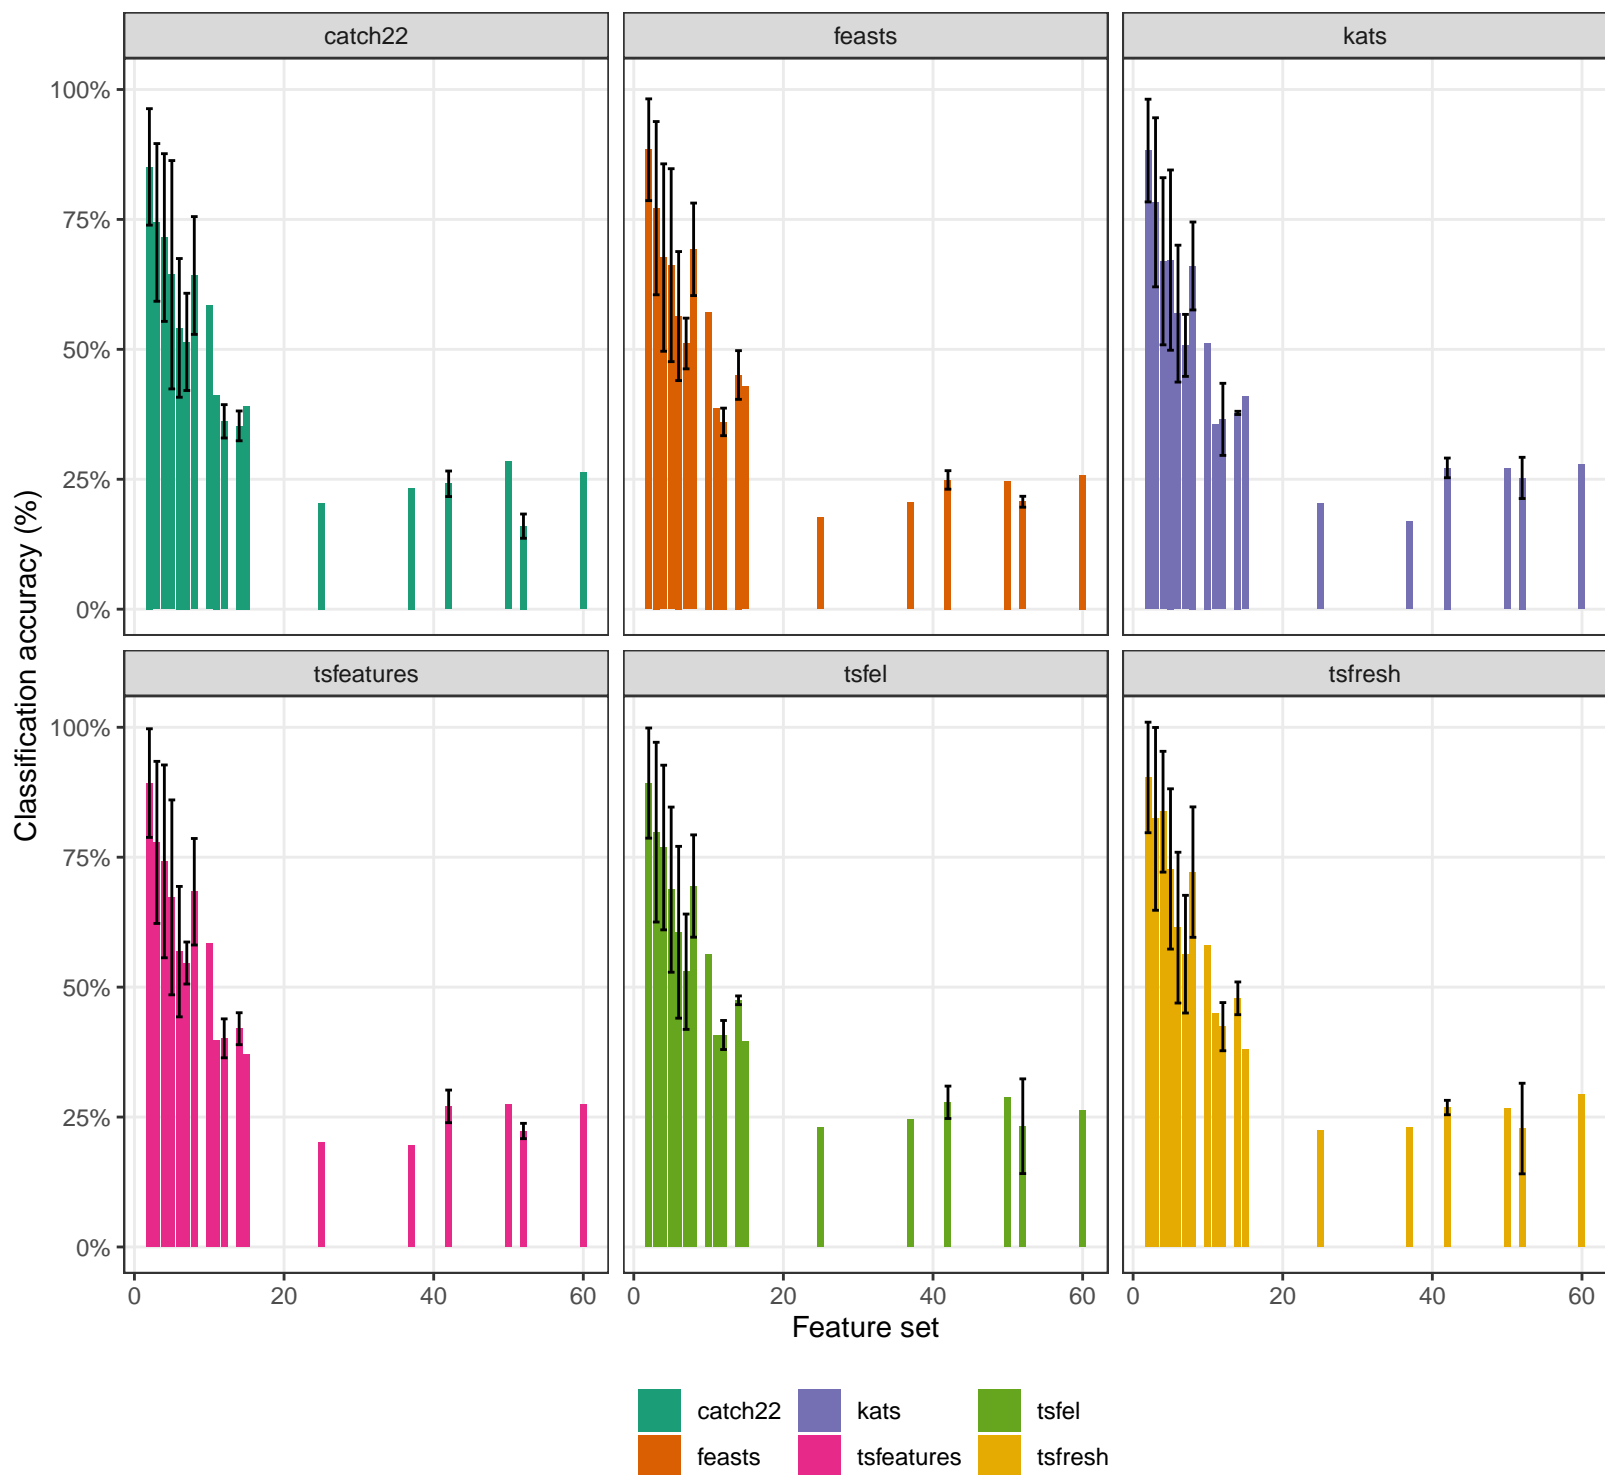 catch22 feasts kats
100%
75%
50%
25%
0%
Classification accuracy (%)
tsfeatures tsfel tsfresh
100%
75%
50%
25%
0%
0 20 40 60 0 20 40 60 0 20 40 60
Feature set
catch22 kats tsfel
feasts tsfeatures tsfresh